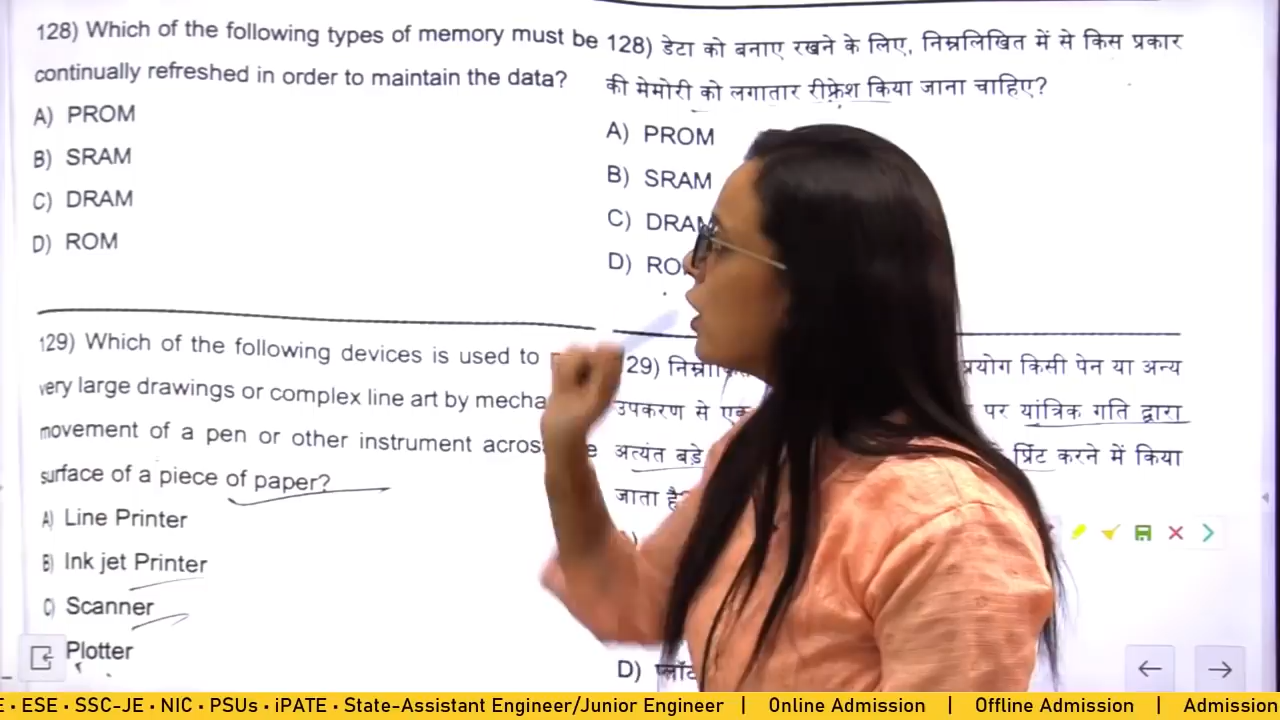 128) Which of the following types of memory must be
continually refreshed in order to maintain the data?
A) PROM
B) SRAM
C) DRAM
D) ROM
129) Which of the following devices is used to
very large drawings or complex line art by
movement of a pen or other instrument
surface of a piece of paper?
A) Line Printer
B) Ink jet Printer
C) Scanner
Plotter
128) डेटा को बनाए रखने के लिए, निम्नलिखित में से किस प्रकार
की मेमोरी को लगातार रीफ्रेश किया जाना चाहिए?
A) PROM
B) SRAM
C) DRAM
D)
29) प्रयोग किसी पेन या अन्य
उपकरण से पर यांत्रिक गति द्वारा
अत्यंत बड़े प्रिंट करने में किया
जाता है
D)
ESE • SSC-JE • NIC • PSUs • iPATE • State-Assistant Engineer/Junior Engineer | Online Admission | Offline Admission | Admission